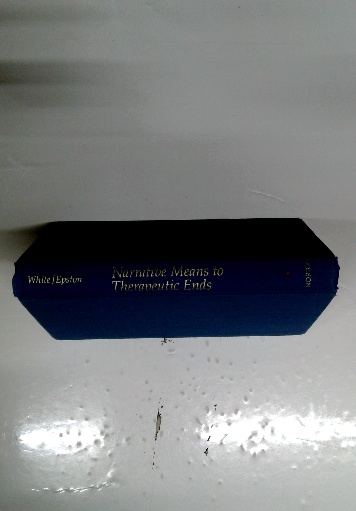 White/Epston
Narrative Means to
Therapeutic Ends
NORTON